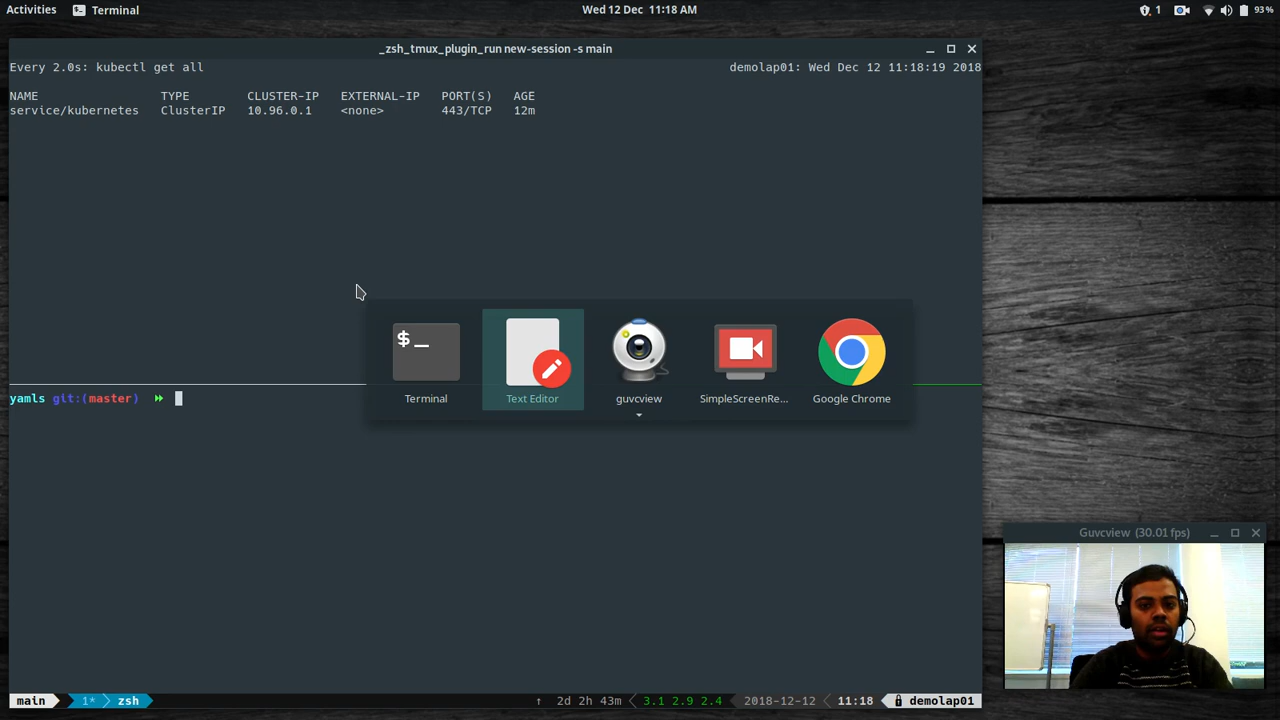 Activities Terminal Wed 12 Dec 11:18 AM 1 93%
_zsh_tmux_plugin_run new-session -s main
Every 2.0s: kubectl get all demolap01: Wed Dec 12 11:18:19 2018
NAME TYPE CLUSTER-IP EXTERNAL-IP PORT(S) AGE
service/kubernetes ClusterIP 10.96.0.1 <none> 443/TCP 12m
$_
Terminal Text Editor guvcview SimpleScreenRe... Google Chrome
yamls git:(master)
Guvcview (30.01 fps)
main 1* zsh ↑ 2d 2h 43m 3.1 2.9 2.4 2018-12-12 11:18 demolap01